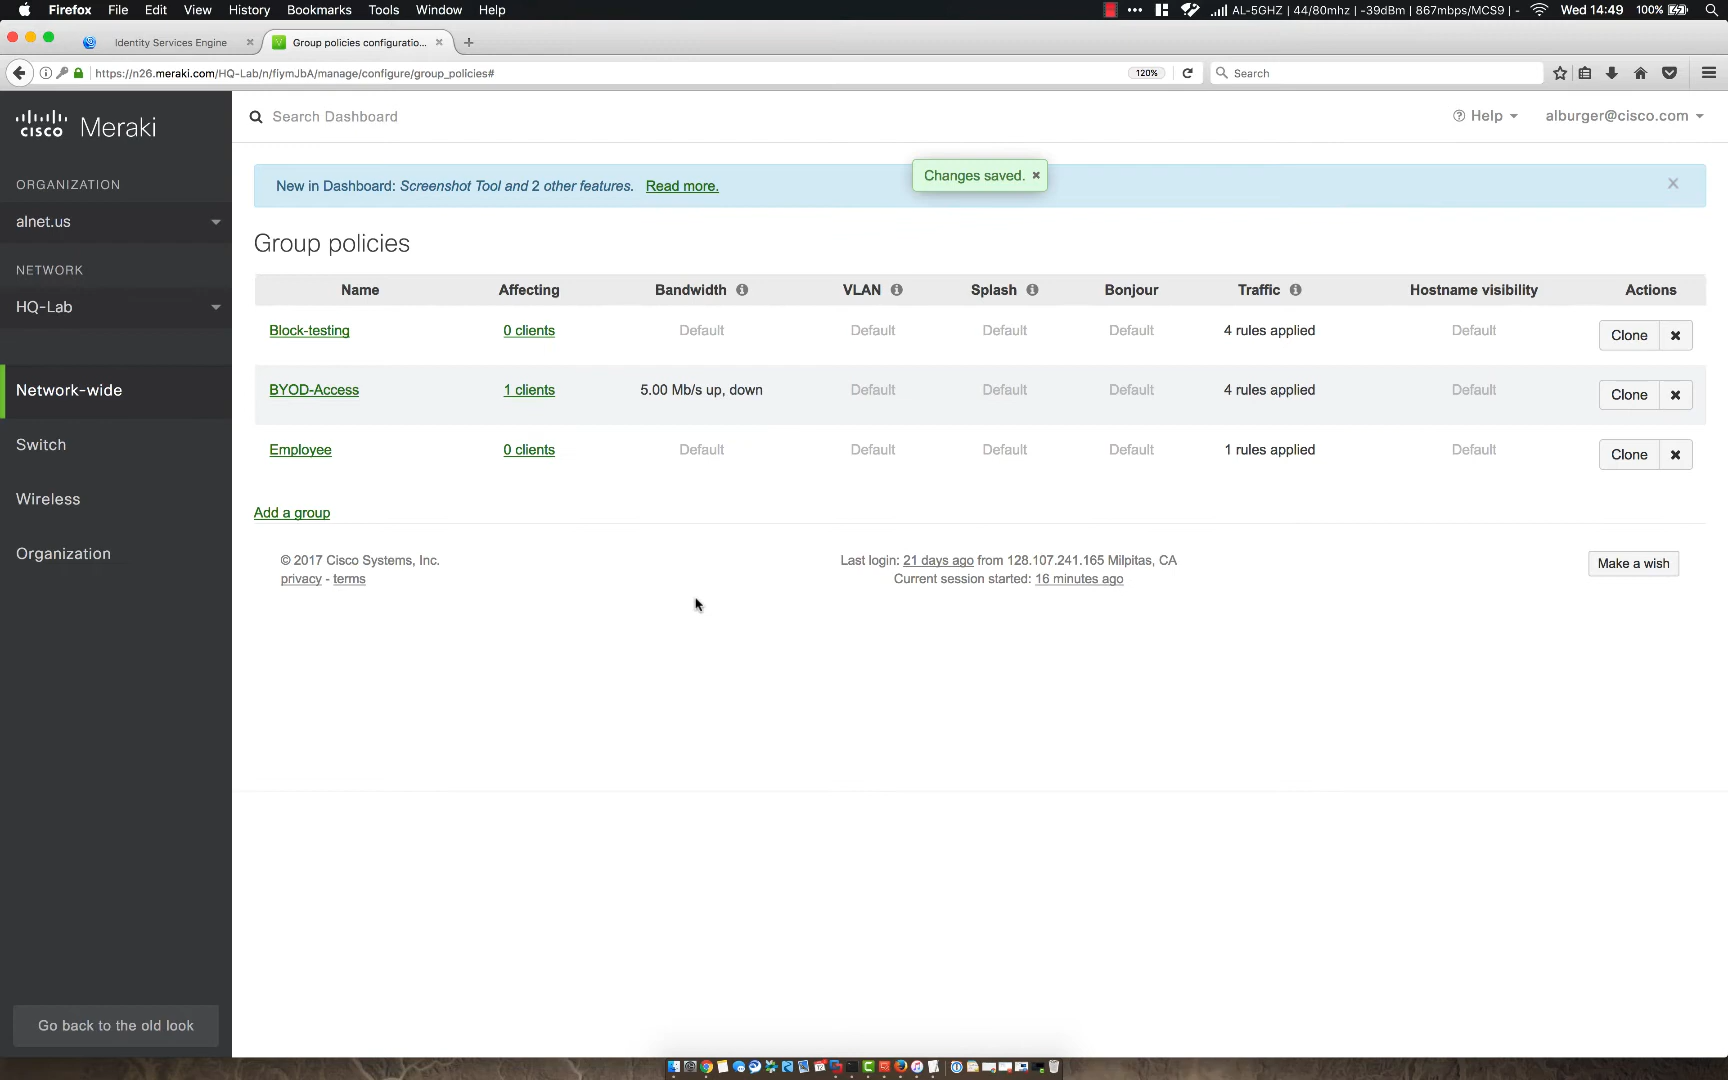 Firefox File Edit View History Bookmarks Tools Window Help
AL-5GHZ | 44/80mhz | -39dBm | 867mbps/MCS9 | - Wed 14:49 100%
Identity Services Engine
Group policies configuratio...
https://n26.meraki.com/HQ-Lab/n/fiymJbA/manage/configure/group_policies#
120%
Search
cisco Meraki
Search Dashboard
Help
alburger@cisco.com
ORGANIZATION
alnet.us
NETWORK
HQ-Lab
Network-wide
Switch
Wireless
Organization
Go back to the old look
New in Dashboard: Screenshot Tool and 2 other features. Read more.
Changes saved.
Group policies
Name Affecting Bandwidth VLAN Splash Bonjour Traffic Hostname visibility Actions
Block-testing 0 clients Default Default Default Default 4 rules applied Default Clone
BYOD-Access 1 clients 5.00 Mb/s up, down Default Default Default 4 rules applied Default Clone
Employee 0 clients Default Default Default Default 1 rules applied Default Clone
Add a group
© 2017 Cisco Systems, Inc.
privacy - terms
Last login: 21 days ago from 128.107.241.165 Milpitas, CA
Current session started: 16 minutes ago
Make a wish